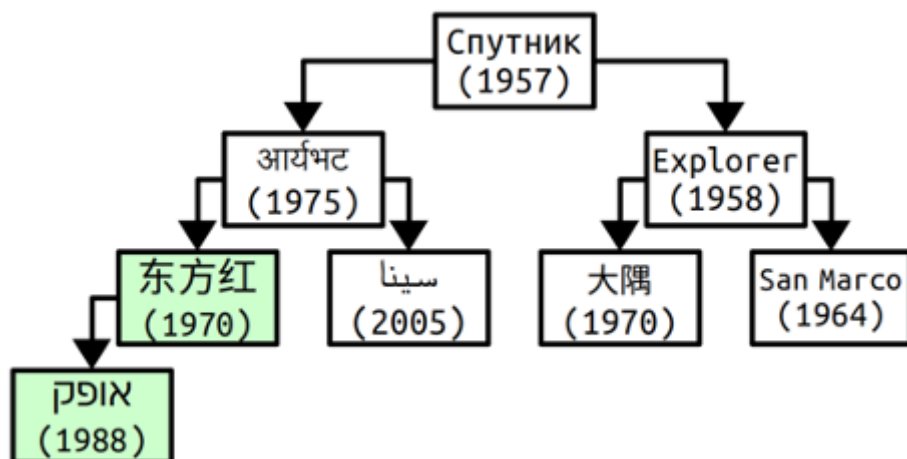 Спутник
(1957)
आर्यभट
(1975)
Explorer
(1958)
东方红
(1970)
سينا
(2005)
大隅
(1970)
San Marco
(1964)
אופק
(1988)